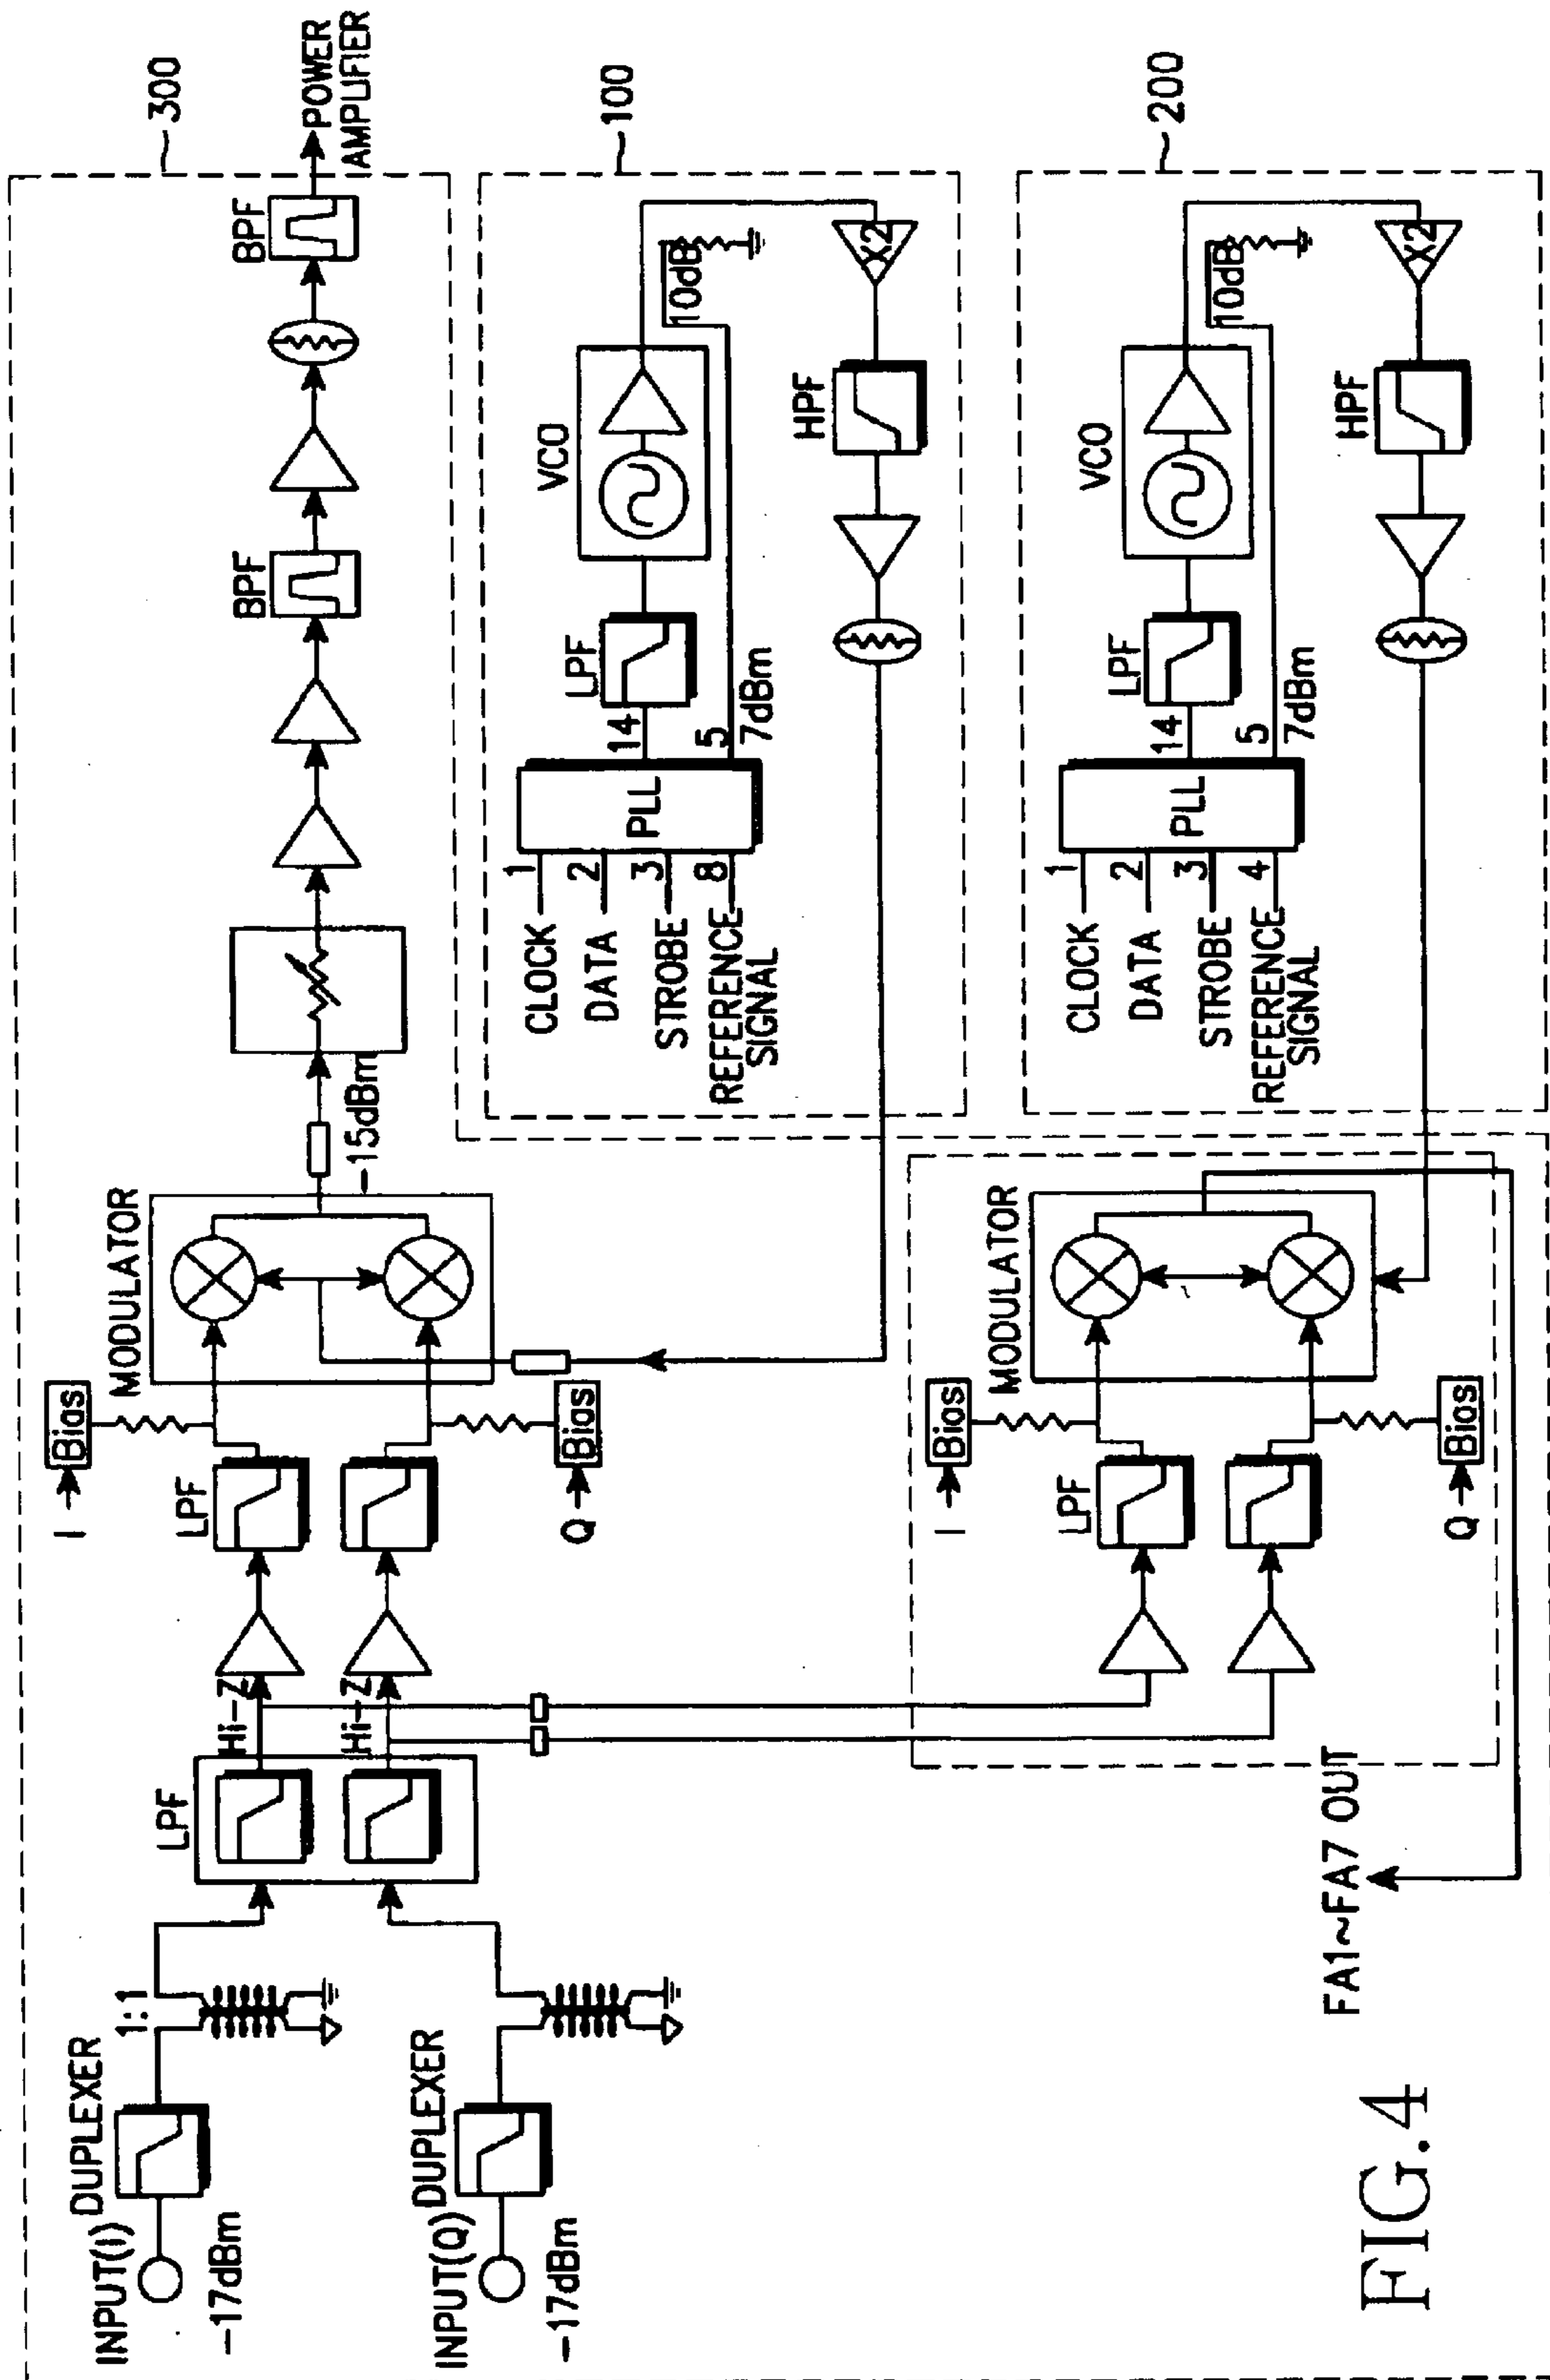 ~300
POWER
AMPLIFIER
BPF
BPF
-15dBm
MODULATOR
I
Bias
LPF
Q
Bias
Hi-Z
Hi-Z
LPF
1:1
DUPLEXER
INPUT(I)
-17dBm
DUPLEXER
INPUT(Q)
-17dBm
~100
VCO
10dB
X2
HPF
LPF
14
5
7dBm
PLL
1
2
3
8
CLOCK
DATA
STROBE
REFERENCE
SIGNAL
~200
VCO
10dB
X2
HPF
LPF
14
5
7dBm
PLL
1
2
3
4
CLOCK
DATA
STROBE
REFERENCE
SIGNAL
MODULATOR
I
Bias
LPF
Q
Bias
FA1~FA7 OUT
FIG.4